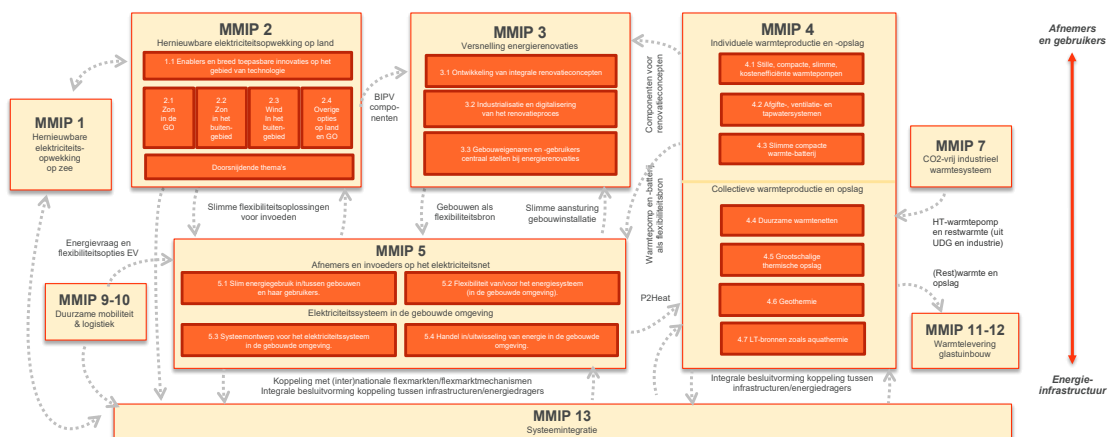 MMIP 1
Hernieuwbare
elektriciteits-
opwekking
op zee
MMIP 2
Hernieuwbare elektriciteitsopwekking op land
1.1 Enablers en breed toepasbare innovaties op het
gebied van technologie
2.1
Zon
in de
GO
2.2
Zon
in het
buiten-
gebied
2.3
Wind
In het
buiten-
gebied
2.4
Overige
opties
op land
en GO
Doorsnijdende thema's
BIPV
compo-
nenten
MMIP 3
Versnelling energierenovaties
3.1 Ontwikkeling van integrale renovatieconcepten
3.2 Industrialisatie en digitalisering
van het renovatieproces
3.3 Gebouweigenaren en -gebruikers
centraal stellen bij energierenovaties
Componenten voor
renovatieconcepten
Warmtepomp en -batterij
als flexibiliteitsbron
MMIP 4
Individuele warmteproductie en -opslag
4.1 Stille, compacte, slimme,
kostenefficiënte warmtepompen
4.2 Afgifte-, ventilatie- en
tapwatersystemen
4.3 Slimme compacte
warmte-batterij
Collectieve warmteproductie en opslag
4.4 Duurzame warmtenetten
4.5 Grootschalige
thermische opslag
4.6 Geothermie
4.7 LT-bronnen zoals aquathermie
MMIP 7
CO2-vrij industrieel
warmtesysteem
HT-warmtepomp
en restwarmte (uit
UDG en industrie)
(Rest)warmte en
opslag
MMIP 11-12
Warmtelevering
glastuinbouw
Afnemers
en gebruikers
Energie-
infrastructuur
Slimme flexibiliteitsoplossingen
voor invoeden
Gebouwen als
flexibiliteitsbron
Slimme aansturing
gebouwinstallatie
Energievraag en
flexibiliteitsopties EV
MMIP 9-10
Duurzame mobiliteit
& logistiek
MMIP 5
Afnemers en invoeders op het elektriciteitsnet
5.1 Slim energiegebruik in/tussen gebouwen
en haar gebruikers.
5.2 Flexibiliteit van/voor het energiesysteem
(in de gebouwde omgeving).
Elektriciteitssysteem in de gebouwde omgeving
5.3 Systeemontwerp voor het elektriciteitssysteem
in de gebouwde omgeving.
5.4 Handel in/uitwisseling van energie in de gebouwde
omgeving.
P2Heat
Koppeling met (inter)nationale flexmarkten/flexmarktmechanismen
Integrale besluitvorming koppeling tussen infrastructuren/energiedragers
Integrale besluitvorming koppeling tussen
infrastructuren/energiedragers
MMIP 13
Systeemintegratie